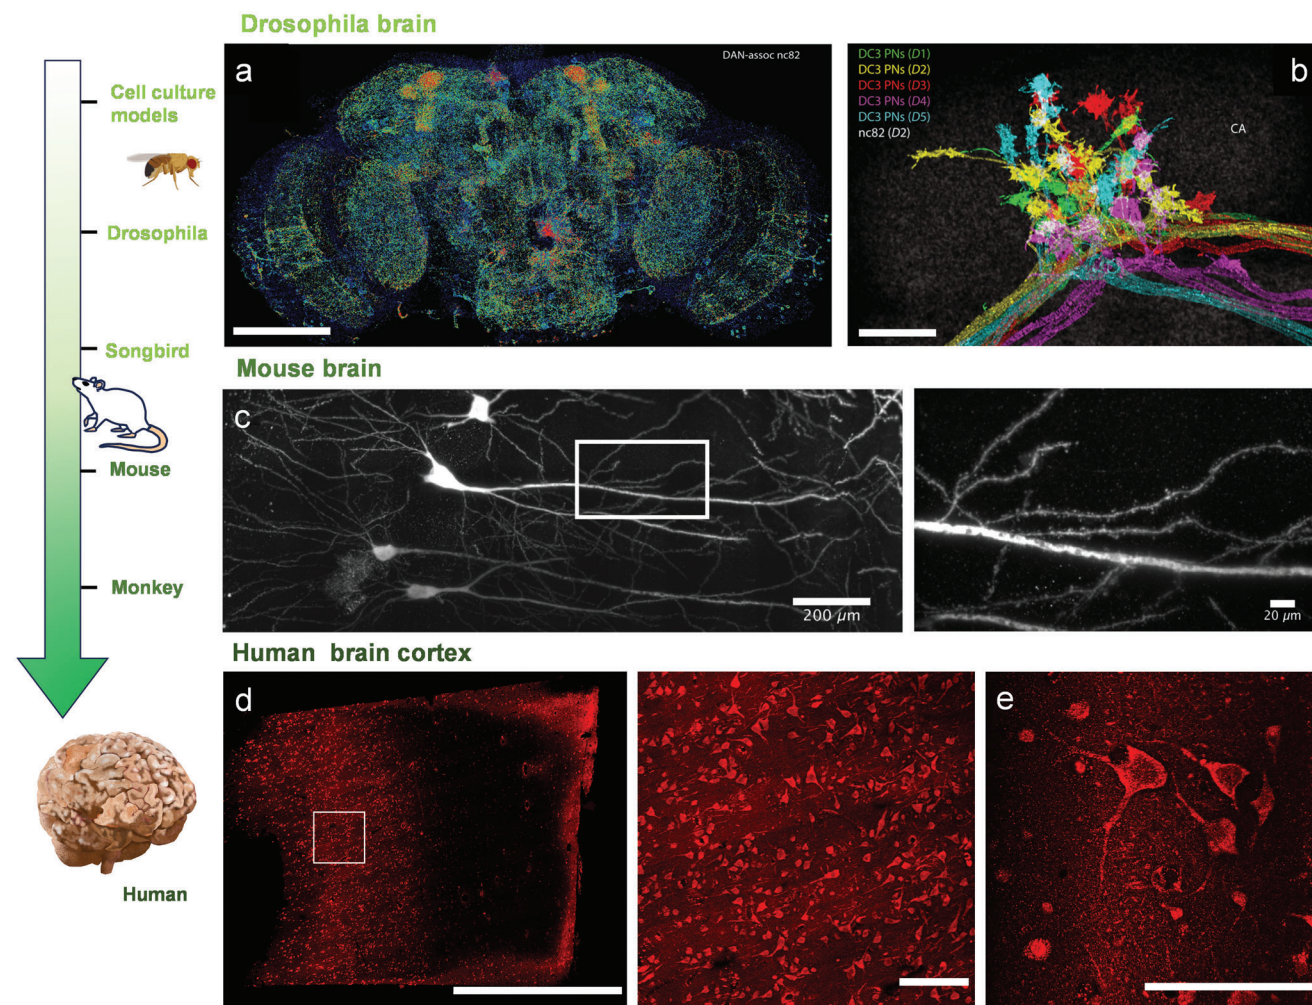 Drosophila brain
Cell culture
models
Drosophila
Songbird
Mouse
Monkey
Human
a
DAN-assoc nc82
b
DC3 PNs (D1)
DC3 PNs (D2)
DC3 PNs (D3)
DC3 PNs (D4)
DC3 PNs (D5)
nc82 (D2)
CA
Mouse brain
c
200 µm
20 µm
Human brain cortex
d
e